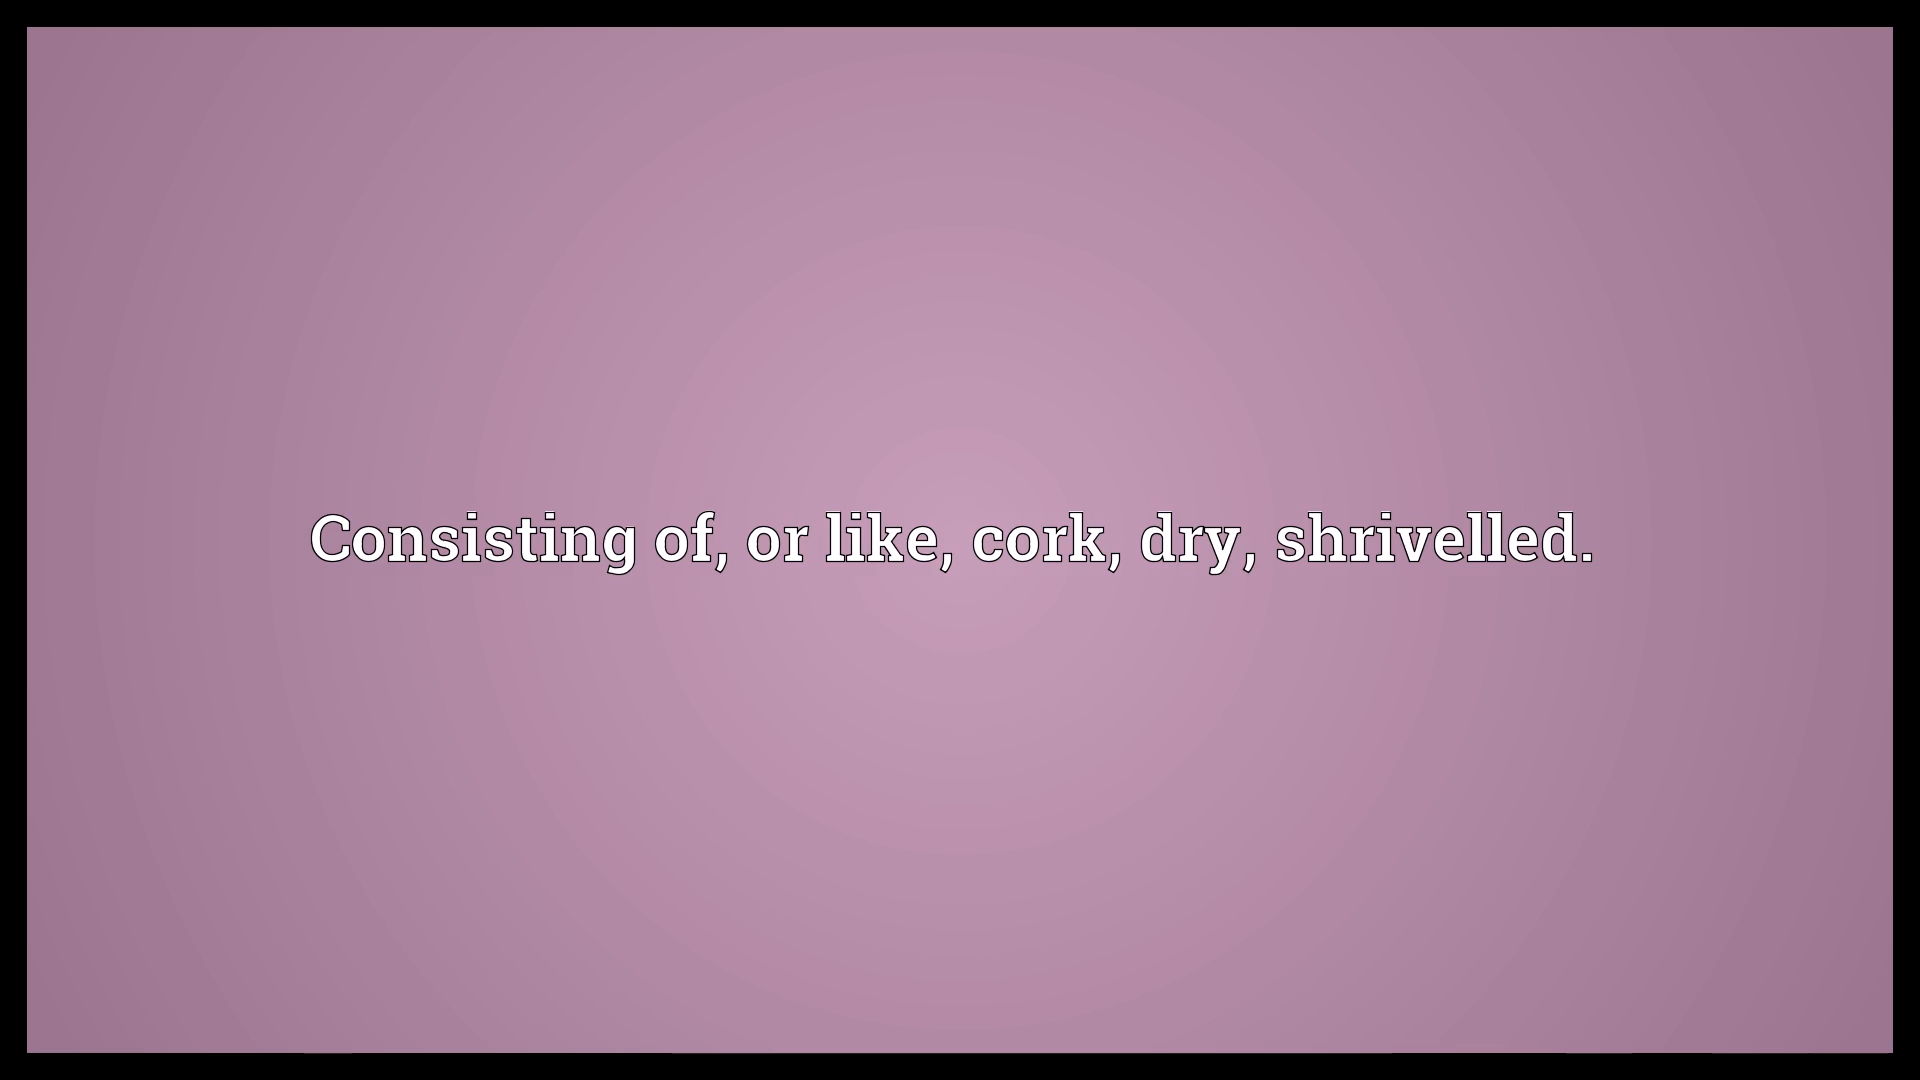 Consisting of, or like, cork, dry, shrivelled.